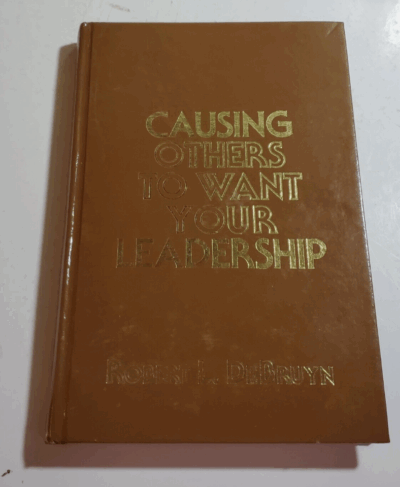 CAUSING
OTHERS
TO WANT
YOUR
LEADERSHIP
ROBERT L. DEBRUYN